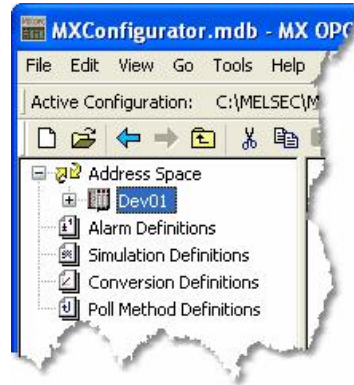 MXConfigurator.mdb - MX OPC
File Edit View Go Tools Help
Active Configuration: C:\MELSEC\M
Address Space
Dev01
Alarm Definitions
Simulation Definitions
Conversion Definitions
Poll Method Definitions